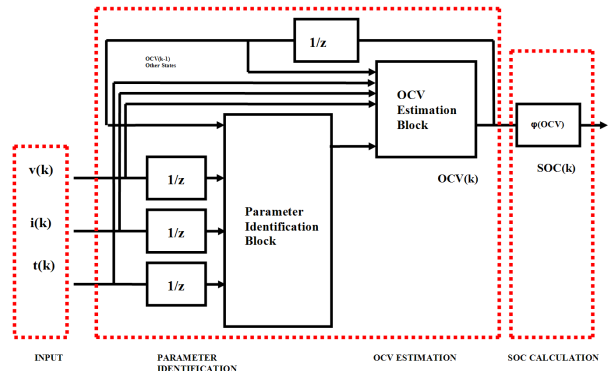 1/z
OCV(k-1)
Other States
OCV
Estimation
Block
φ(OCV)
v(k)
1/z
OCV(k)
SOC(k)
i(k)
1/z
Parameter
Identification
Block
t(k)
1/z
INPUT
PARAMETER
IDENTIFICATION
OCV ESTIMATION
SOC CALCULATION